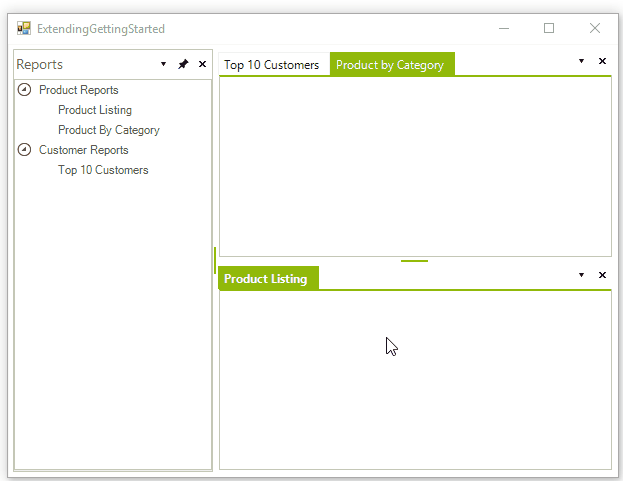 ExtendingGettingStarted
Reports
Product Reports
Product Listing
Product By Category
Customer Reports
Top 10 Customers
Top 10 Customers Product by Category
Product Listing